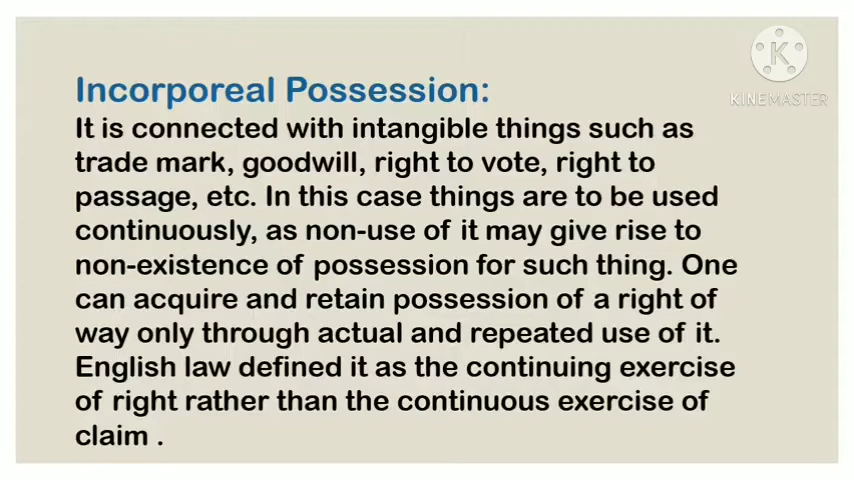 K
KINEMASTER
Incorporeal Possession:
It is connected with intangible things such as
trade mark, goodwill, right to vote, right to
passage, etc. In this case things are to be used
continuously, as non-use of it may give rise to
non-existence of possession for such thing. One
can acquire and retain possession of a right of
way only through actual and repeated use of it.
English law defined it as the continuing exercise
of right rather than the continuous exercise of
claim .